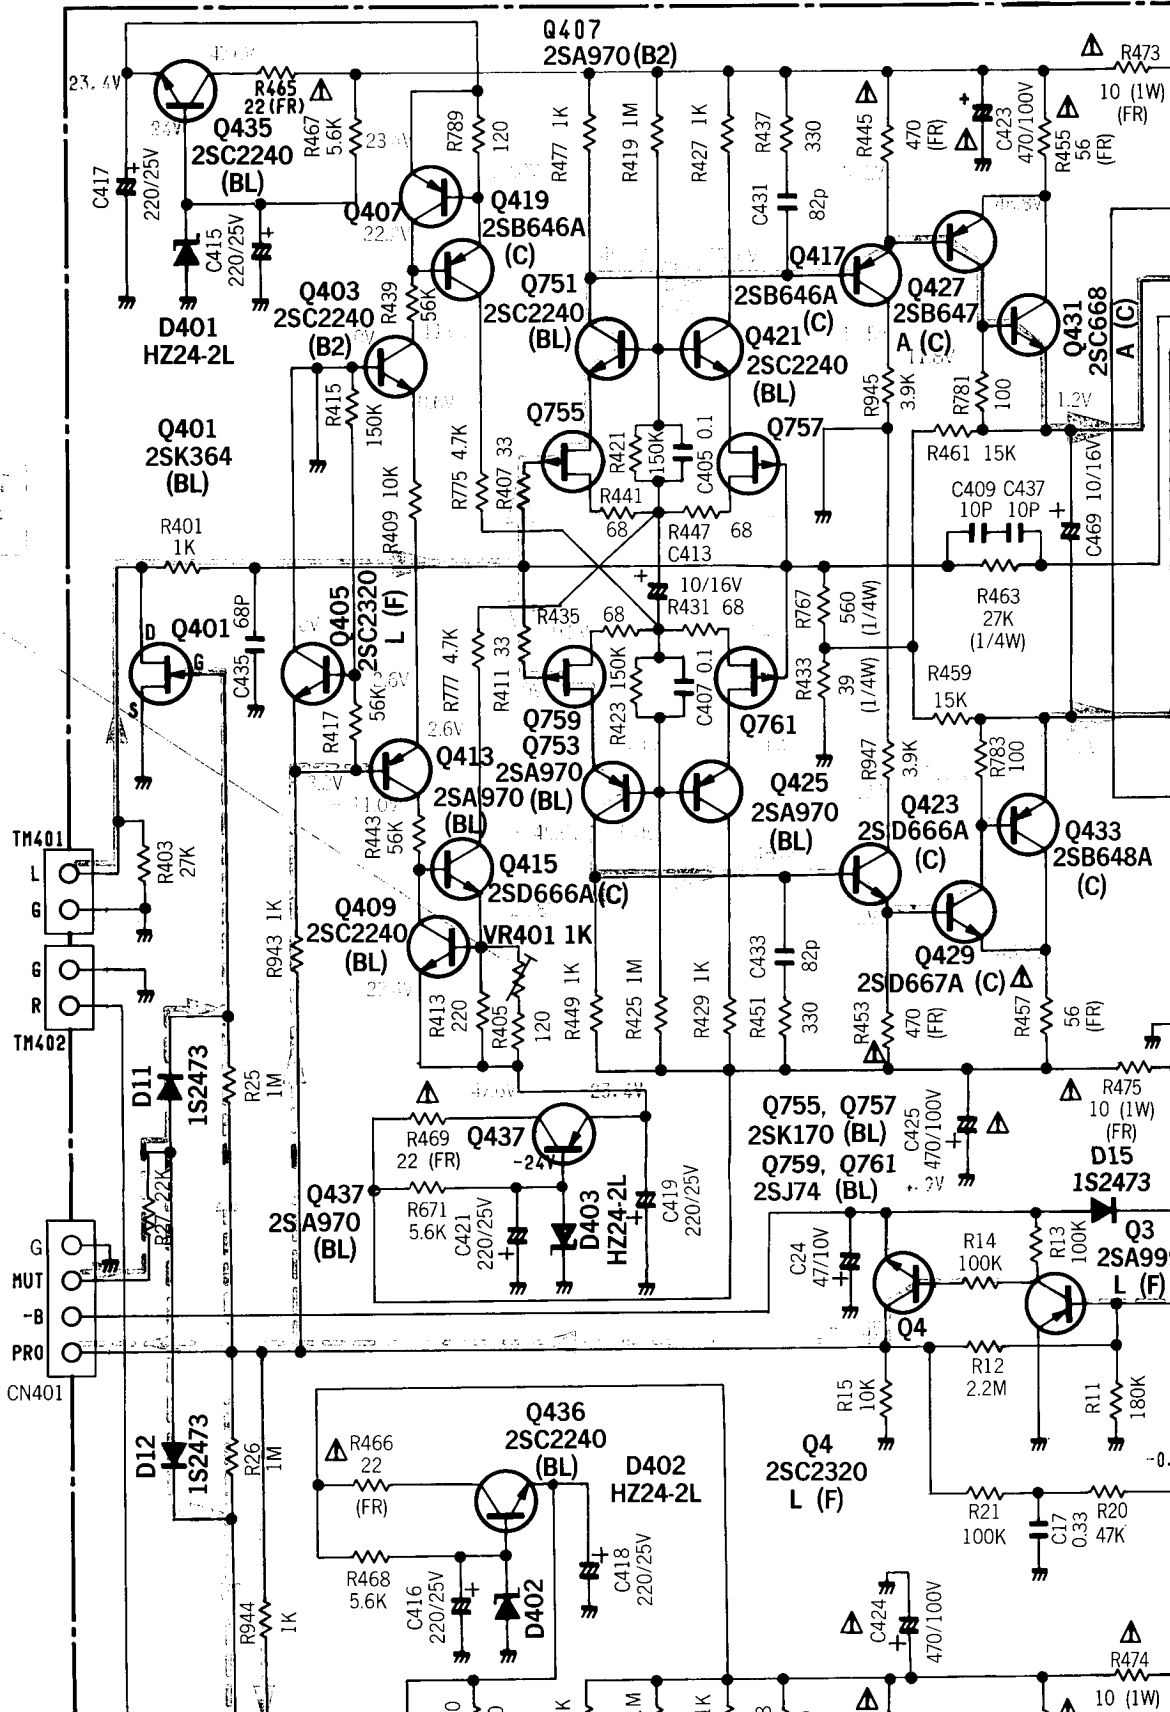 Q407
2SA970(B2)
R473
10 (1W)
(FR)
23.4V
R465
22(FR)
Q435
2SC2240
(BL)
R467
5.6K
R789
120
R477 1K
R419 1M
R427 1K
R437
330
R445
470
(FR)
C423
470/100V
R455
56
(FR)
C417
220/25V
C415
220/25V
Q407
Q419
2SB646A
(C)
C431
82p
D401
HZ24-2L
Q403
2SC2240
(B2)
R439
56K
Q751
2SC2240
(BL)
Q417
2SB646A
(C)
Q427
2SB647
A (C)
Q431
2SC668
A (C)
Q421
2SC2240
(BL)
R415
150K
R945
3.9K
R781
100
1.2V
Q401
2SK364
(BL)
Q755
Q757
R421
150K
C405 0.1
R461 15K
R409 10K
R775 4.7K
R407 33
R441
68
R447 68
C413
C409 C437
10P 10P
C469 10/16V
R401
1K
10/16V
R431 68
R463
27K
(1/4W)
68P
C435
Q405
2SC2320
L (F)
R435
68
R767
560
(1/4W)
D
Q401
G
S
R777 4.7K
R411 33
R423 150K
C407 0.1
R433
39
(1/4W)
R459
15K
R417
56K
2.6V
Q413
2SA970
(BL)
Q759
Q753
2SA970
(BL)
Q761
Q425
2SA970
(BL)
R947
3.9K
R783
100
Q423
2SD666A
(C)
Q433
2SB648A
(C)
TM401
L
G
R403
27K
R443
56K
Q415
2SD666A(C)
Q409
2SC2240
(BL)
VR401 1K
R943 1K
G
R
TM402
C433
82p
Q429
2SD667A (C)
R413
220
R405
120
R449 1K
R425 1M
R429 1K
R451
330
R453
470
(FR)
R457
56
(FR)
D11
1S2473
R25
1M
R469
22 (FR)
Q437
-24V
23.4V
Q755, Q757
2SK170 (BL)
Q759, Q761
2SJ74 (BL)
C425
470/100V
R475
10 (1W)
(FR)
D15
1S2473
R27 22K
Q437
2SA970
(BL)
R671
5.6K
C421
220/25V
D403
HZ24-2L
C419
220/25V
G
MUT
-B
PRO
CN401
C24
47/10V
R14
100K
R13
100K
Q3
2SA999
L (F)
Q4
R12
2.2M
R15
10K
R11
180K
D12
1S2473
R26
1M
R466
22
(FR)
Q436
2SC2240
(BL)
D402
HZ24-2L
Q4
2SC2320
L (F)
-0.
R21
100K
C17
0.33
R20
47K
R468
5.6K
C416
220/25V
D402
C418
220/25V
R944
1K
C424
470/100V
R474
10 (1W)